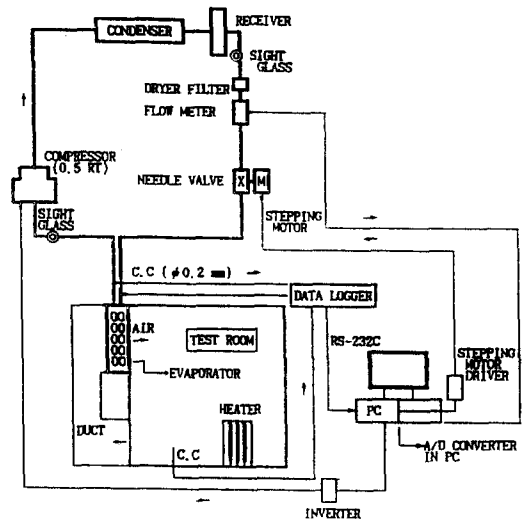 RECEIVER
CONDENSER
SIGHT
GLASS
DRYER FILTER
FLOW METER
COMPRESSOR
(0.5 RT)
NEEDLE VALVE
X
M
SIGHT
GLASS
STEPPING
MOTOR
C.C (φ0.2 mm)
DATA LOGGER
AIR
TEST ROOM
RS-232C
STEPPING
MOTOR
DRIVER
EVAPORATOR
HEATER
PC
DUCT
C.C
A/D CONVERTER
IN PC
INVERTER